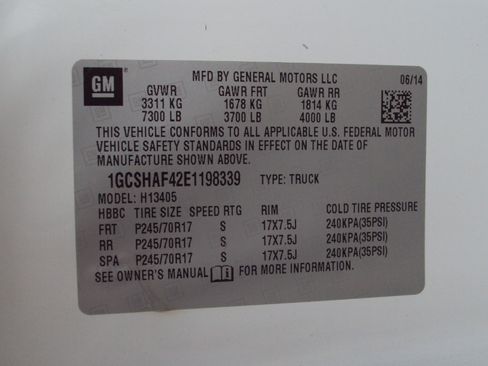 GM
MFD BY GENERAL MOTORS LLC 06/14
GVWR GAWR FRT GAWR RR
3311 KG 1678 KG 1814 KG
7300 LB 3700 LB 4000 LB
THIS VEHICLE CONFORMS TO ALL APPLICABLE U.S. FEDERAL MOTOR
VEHICLE SAFETY STANDARDS IN EFFECT ON THE DATE OF
MANUFACTURE SHOWN ABOVE.
1GCSHAF42E1198339 TYPE: TRUCK
MODEL: H13405
HBBC TIRE SIZE SPEED RTG RIM COLD TIRE PRESSURE
FRT P245/70R17 S 17X7.5J 240KPA(35PSI)
RR P245/70R17 S 17X7.5J 240KPA(35PSI)
SPA P245/70R17 S 17X7.5J 240KPA(35PSI)
SEE OWNER'S MANUAL FOR MORE INFORMATION.